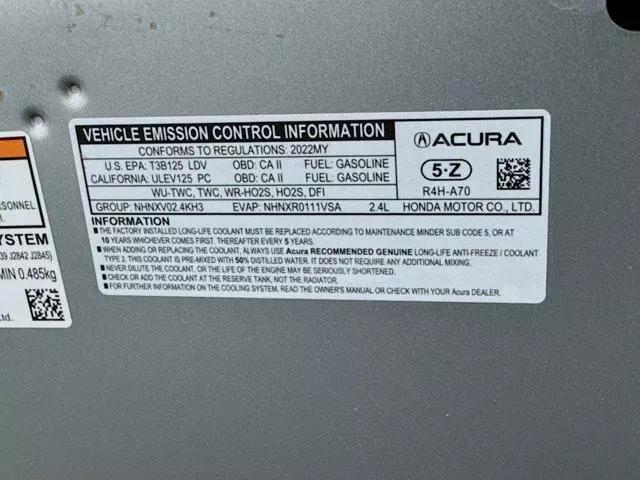 VEHICLE EMISSION CONTROL INFORMATION
CONFORMS TO REGULATIONS: 2022MY
U.S. EPA: T3B125 LDV OBD: CA II FUEL: GASOLINE
CALIFORNIA: ULEV125 PC OBD: CA II FUEL: GASOLINE
WU-TWC, TWC, WR-HO2S, HO2S, DFI
GROUP: NHNXV02.4KH3 EVAP: NHNXR0111VSA 2.4L
ACURA
5·Z
R4H-A70
HONDA MOTOR CO., LTD.
INFORMATION
■ THE FACTORY INSTALLED LONG-LIFE COOLANT MUST BE REPLACED ACCORDING TO MAINTENANCE MINDER SUB CODE 5, OR AT
10 YEARS WHICHEVER COMES FIRST. THEREAFTER EVERY 5 YEARS.
■ WHEN ADDING OR REPLACING THE COOLANT, ALWAYS USE Acura RECOMMENDED GENUINE LONG-LIFE ANTI-FREEZE / COOLANT
TYPE 2. THIS COOLANT IS PRE-MIXED WITH 50% DISTILLED WATER. IT DOES NOT REQUIRE ANY ADDITIONAL MIXING.
■ NEVER DILUTE THE COOLANT, OR THE LIFE OF THE ENGINE MAY BE SERIOUSLY SHORTENED.
■ CHECK OR ADD THE COOLANT AT THE RESERVE TANK, NOT THE RADIATOR.
■ FOR FURTHER INFORMATION ON THE COOLING SYSTEM, READ THE OWNER'S MANUAL OR CHECK WITH YOUR Acura DEALER.
SONNEL
YSTEM
J2842 J2845)
MIN 0.485kg
Ltd.